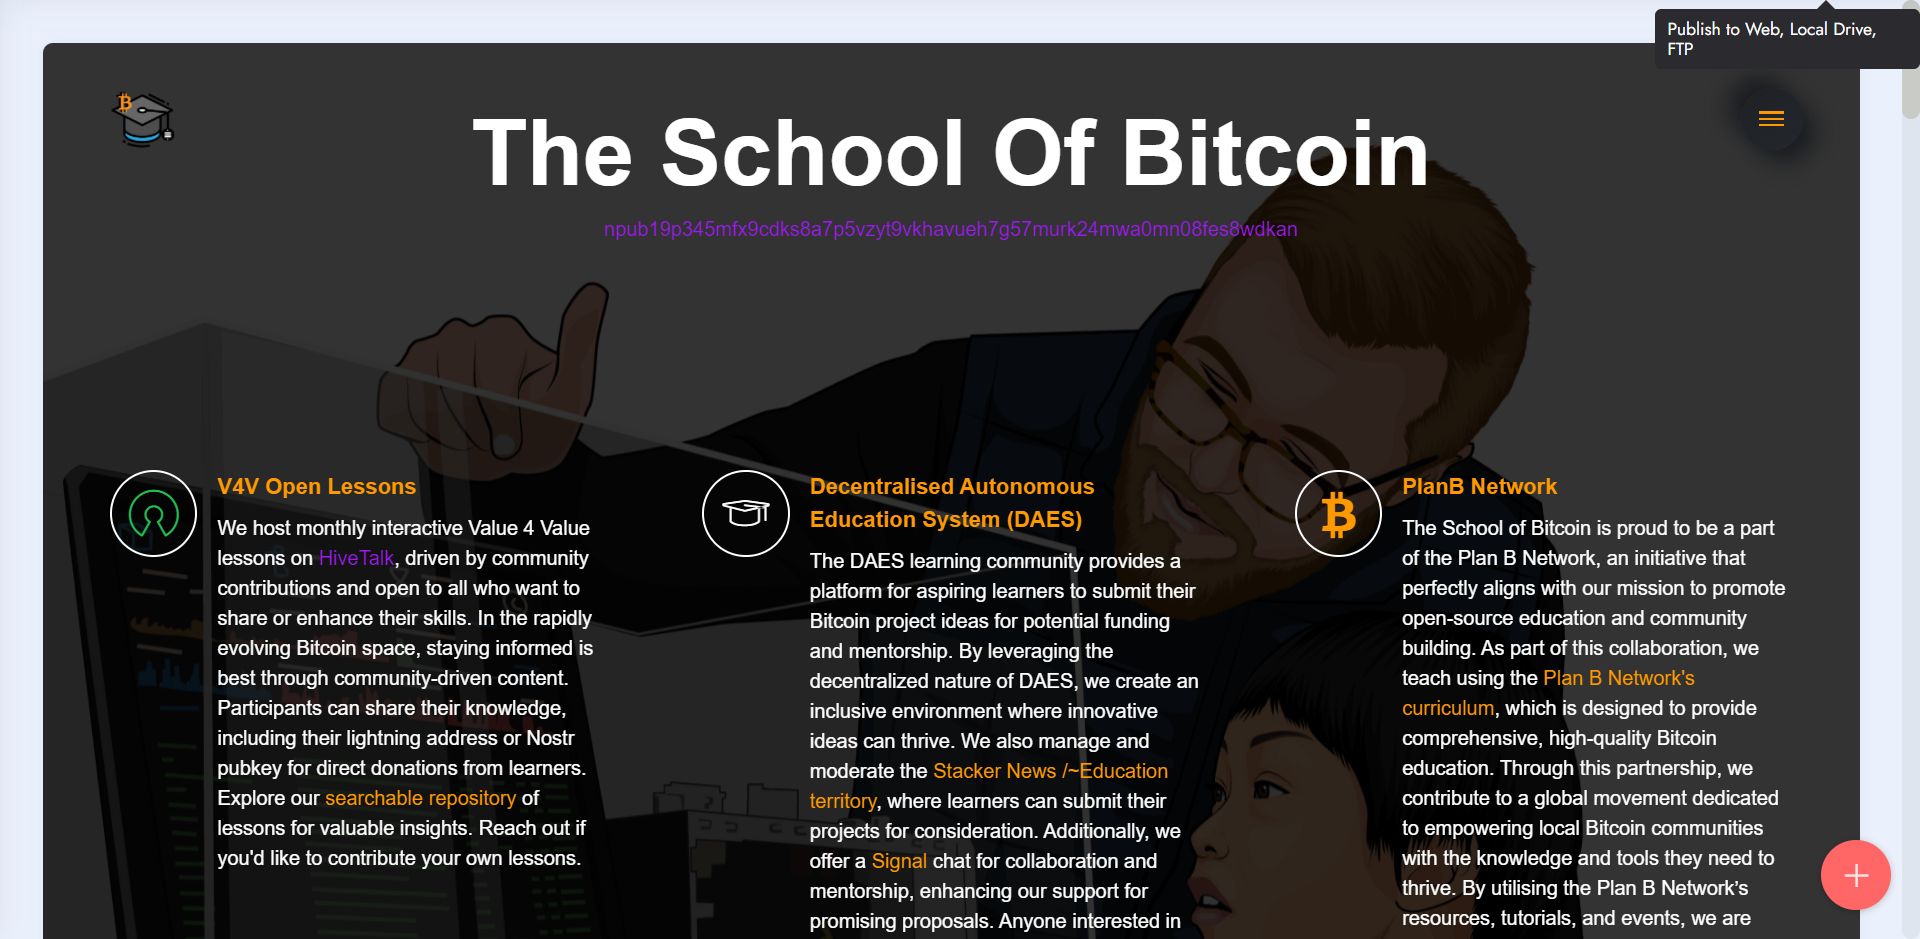 Publish to Web, Local Drive,
FTP
The School Of Bitcoin
npub19p345mfx9cdks8a7p5vzyt9vkhavueh7g57murk24mwa0mn08fes8wdkan
V4V Open Lessons
We host monthly interactive Value 4 Value
lessons on HiveTalk, driven by community
contributions and open to all who want to
share or enhance their skills. In the rapidly
evolving Bitcoin space, staying informed is
best through community-driven content.
Participants can share their knowledge,
including their lightning address or Nostr
pubkey for direct donations from learners.
Explore our searchable repository of
lessons for valuable insights. Reach out if
you'd like to contribute your own lessons.
Decentralised Autonomous
Education System (DAES)
The DAES learning community provides a
platform for aspiring learners to submit their
Bitcoin project ideas for potential funding
and mentorship. By leveraging the
decentralized nature of DAES, we create an
inclusive environment where innovative
ideas can thrive. We also manage and
moderate the Stacker News /~Education
territory, where learners can submit their
projects for consideration. Additionally, we
offer a Signal chat for collaboration and
mentorship, enhancing our support for
promising proposals. Anyone interested in
PlanB Network
The School of Bitcoin is proud to be a part
of the Plan B Network, an initiative that
perfectly aligns with our mission to promote
open-source education and community
building. As part of this collaboration, we
teach using the Plan B Network's
curriculum, which is designed to provide
comprehensive, high-quality Bitcoin
education. Through this partnership, we
contribute to a global movement dedicated
to empowering local Bitcoin communities
with the knowledge and tools they need to
thrive. By utilising the Plan B Network's
resources, tutorials, and events, we are